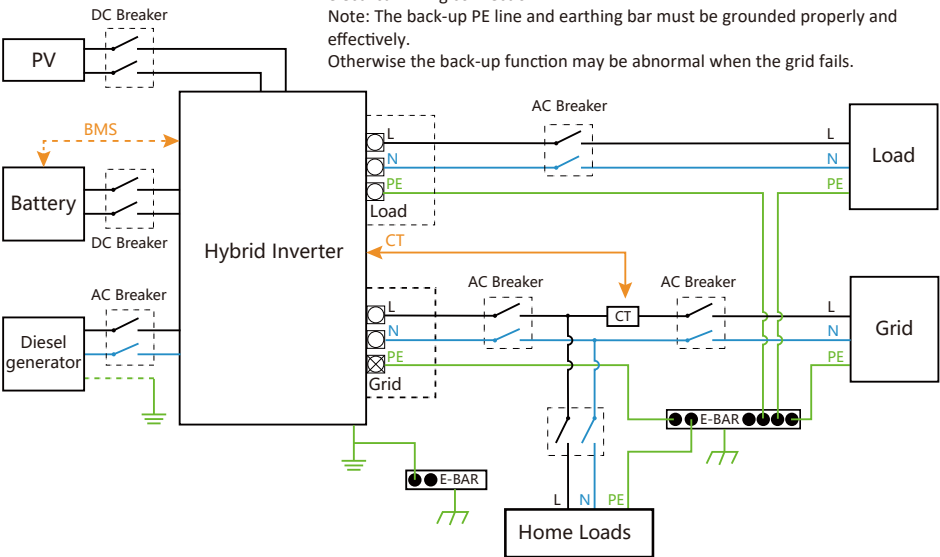 Note: The back-up PE line and earthing bar must be grounded properly and
effectively.
Otherwise the back-up function may be abnormal when the grid fails.
DC Breaker
PV
BMS
Battery
DC Breaker
AC Breaker
Diesel
generator
Hybrid Inverter
L
N
PE
Load
CT
AC Breaker
L
N
PE
Load
AC Breaker
CT
AC Breaker
L
N
PE
Grid
L
N
PE
Grid
E-BAR
E-BAR
L
N
PE
Home Loads